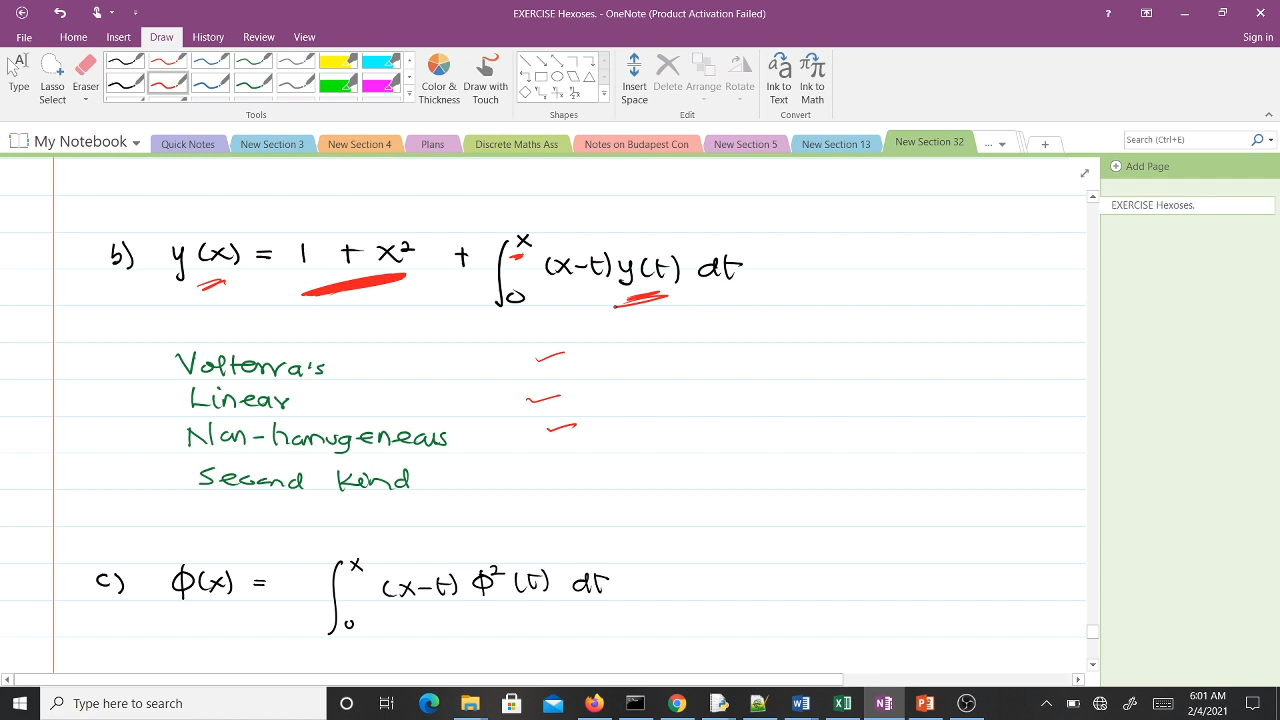 EXERCISE Hexoses. - OneNote (Product Activation Failed)
?
File Home Insert Draw History Review View
Sign in
Type
Lasso Select
Eraser
Color & Thickness
Draw with Touch
Insert Space
Delete
Arrange
Rotate
Ink to Text
Ink to Math
Tools
Shapes
Edit
Convert
My Notebook
Quick Notes
New Section 3
New Section 4
Plans
Discrete Maths Ass
Notes on Budapest Con
New Section 5
New Section 13
New Section 32
...
Search (Ctrl+E)
Add Page
EXERCISE Hexoses.
b) y(x) = 1 + x² + ∫₀ˣ (x-t) y(t) dt
Volterra's
Linear
Non-homogeneous
Second Kind
c) ϕ(x) = ∫₀ˣ (x-t) ϕ²(t) dt
Type here to search
6:01 AM
2/4/2021